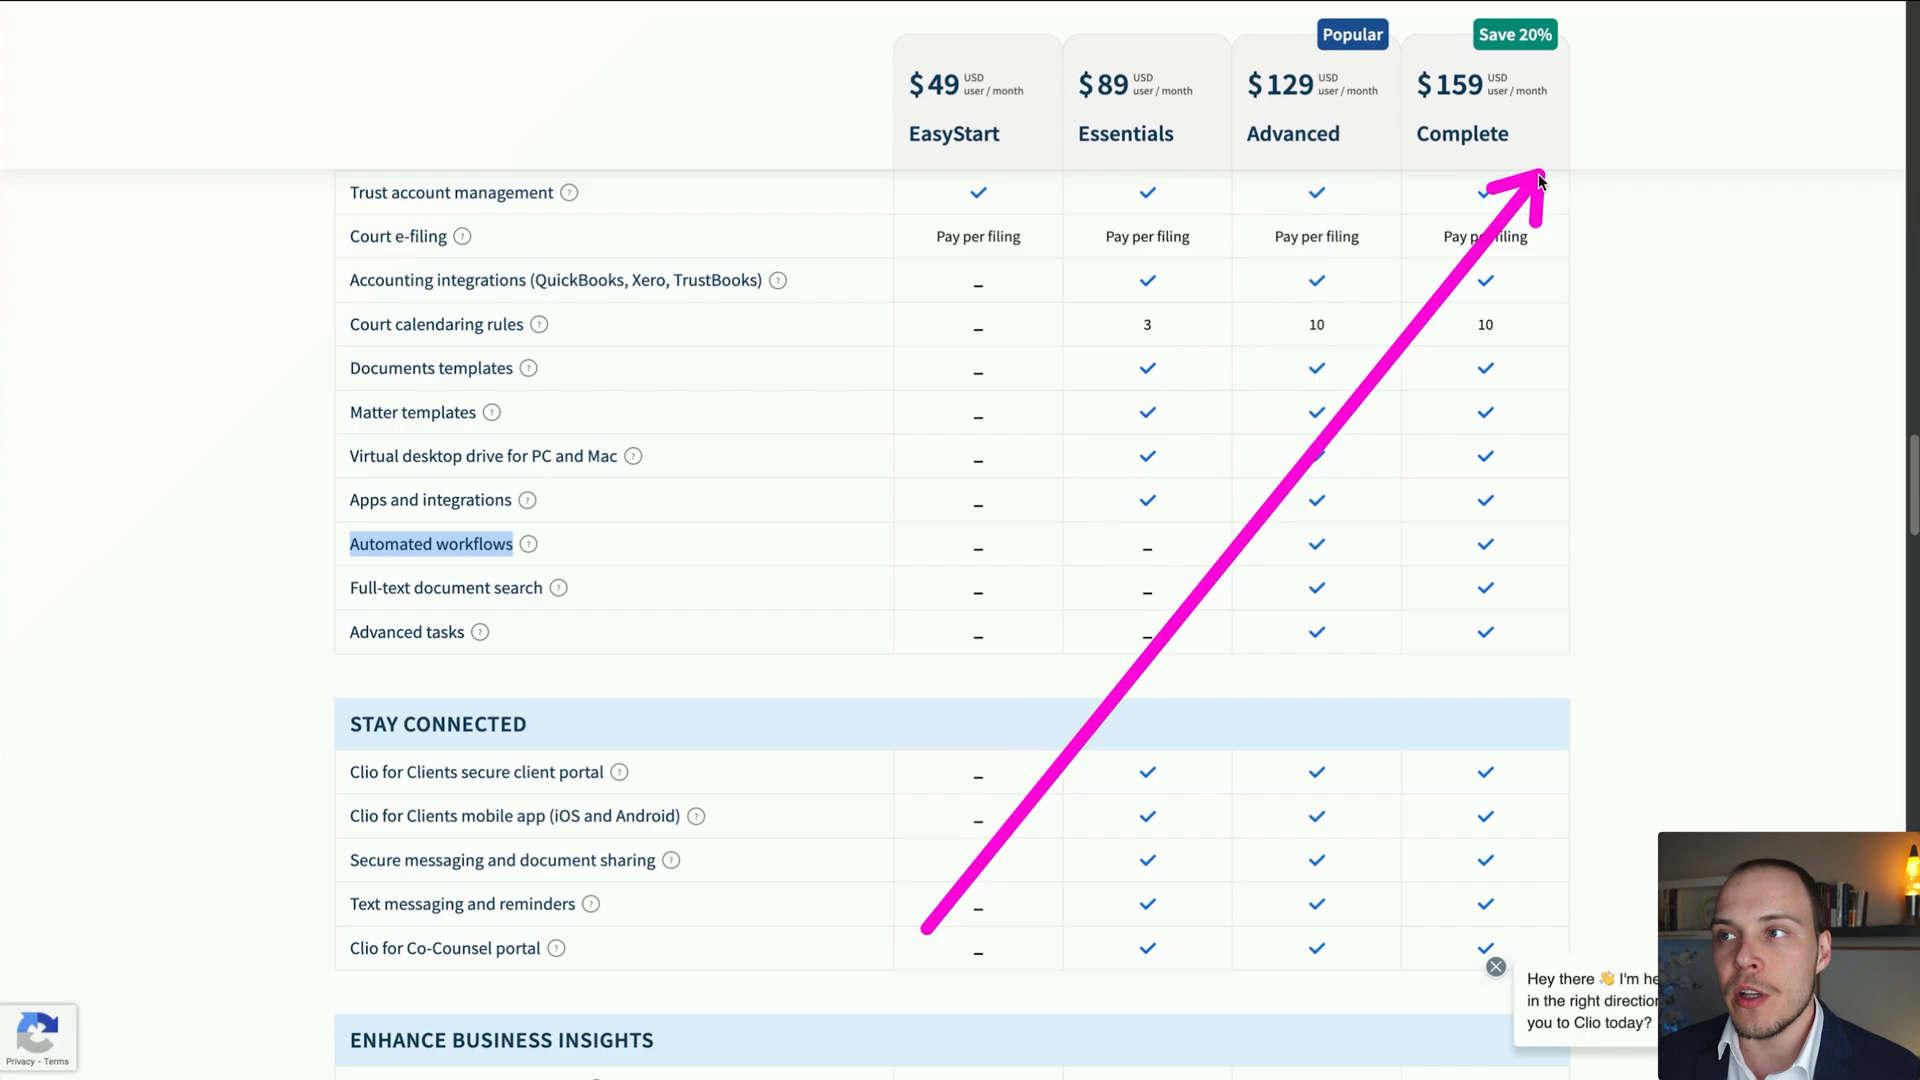 Popular
Save 20%
$49 USD user / month
$89 USD user / month
$129 USD user / month
$159 USD user / month
EasyStart
Essentials
Advanced
Complete
Trust account management ?
Court e-filing ? Pay per filing Pay per filing Pay per filing Pay per filing
Accounting integrations (QuickBooks, Xero, TrustBooks) ? –
Court calendaring rules ? – 3 10 10
Documents templates ? –
Matter templates ? –
Virtual desktop drive for PC and Mac ? –
Apps and integrations ? –
Automated workflows ? – –
Full-text document search ? – –
Advanced tasks ? – –
STAY CONNECTED
Clio for Clients secure client portal ? –
Clio for Clients mobile app (iOS and Android) ? –
Secure messaging and document sharing ?
Text messaging and reminders ? –
Clio for Co-Counsel portal ? –
Hey there 👋 I'm he
in the right direction
you to Clio today?
ENHANCE BUSINESS INSIGHTS
Privacy - Terms